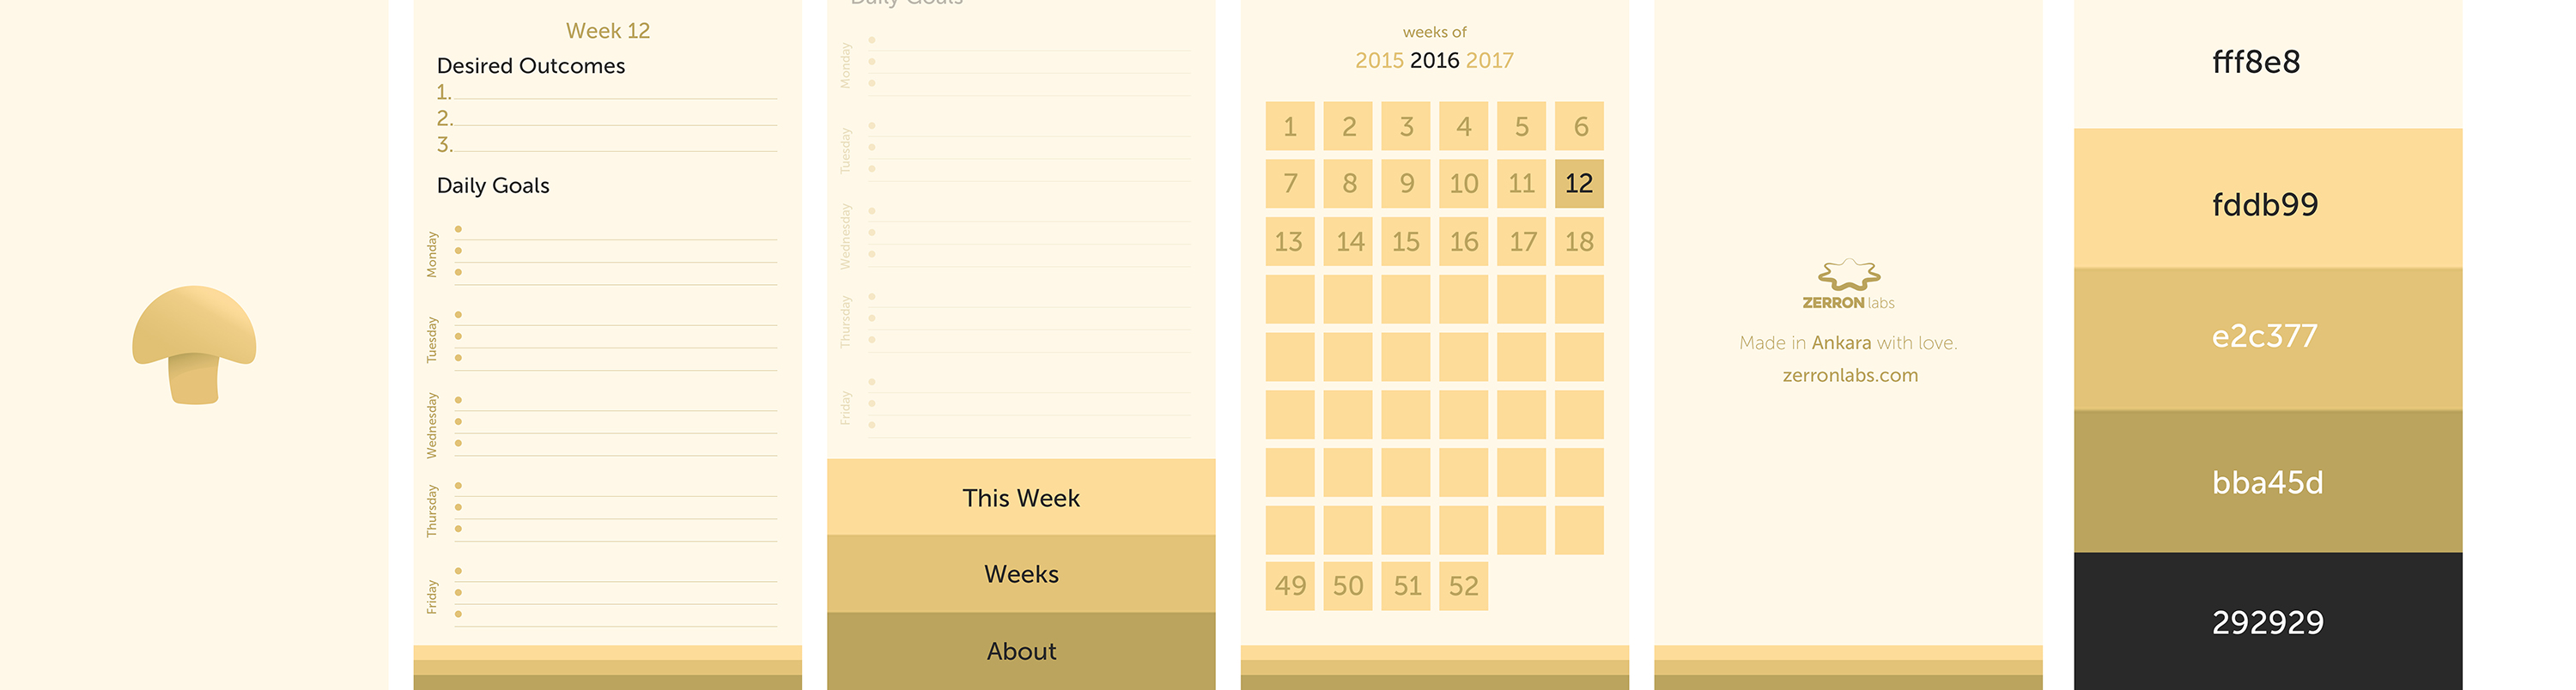 Week 12
Desired Outcomes
1.
2.
3.
Daily Goals
Monday
Tuesday
Wednesday
Thursday
Friday
Daily Goals
Monday
Tuesday
Wednesday
Thursday
Friday
This Week
Weeks
About
weeks of
2015 2016 2017
1 2 3 4 5 6
7 8 9 10 11 12
13 14 15 16 17 18
49 50 51 52
ZERRON labs
Made in Ankara with love.
zerronlabs.com
fff8e8
fddb99
e2c377
bba45d
292929